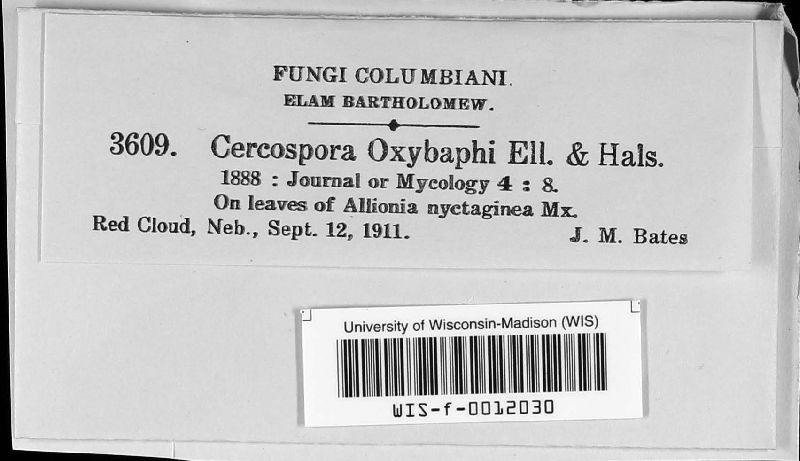 FUNGI COLUMBIANI.
ELAM BARTHOLOMEW.
3609. Cercospora Oxybaphi Ell. & Hals.
1888 : Journal or Mycology 4 : 8.
On leaves of Allionia nyctaginea Mx.
Red Cloud, Neb., Sept. 12, 1911. J. M. Bates
University of Wisconsin-Madison (WIS)
WIS-f-0012030